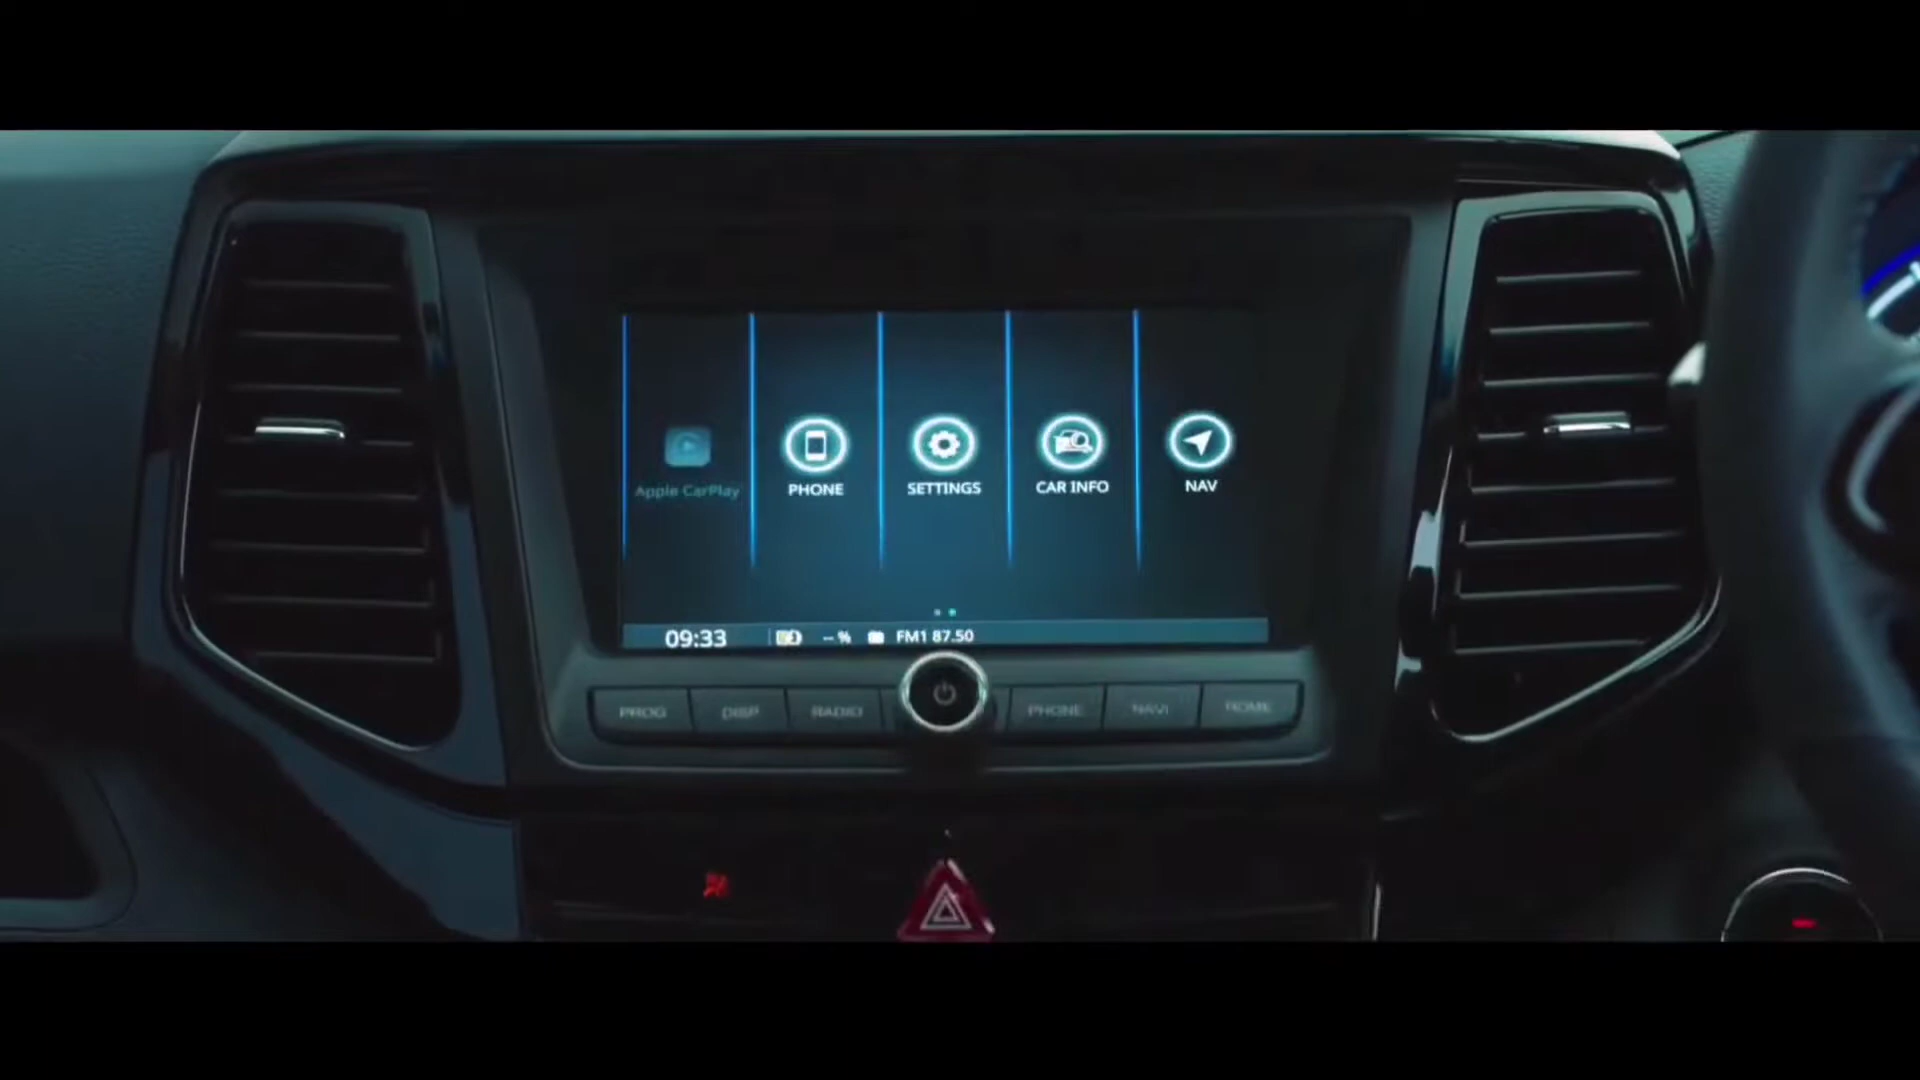 Apple CarPlay
PHONE
SETTINGS
CAR INFO
NAV
09:33 -- % FM1 87.50
PROG DISP RADIO PHONE NAVI HOME